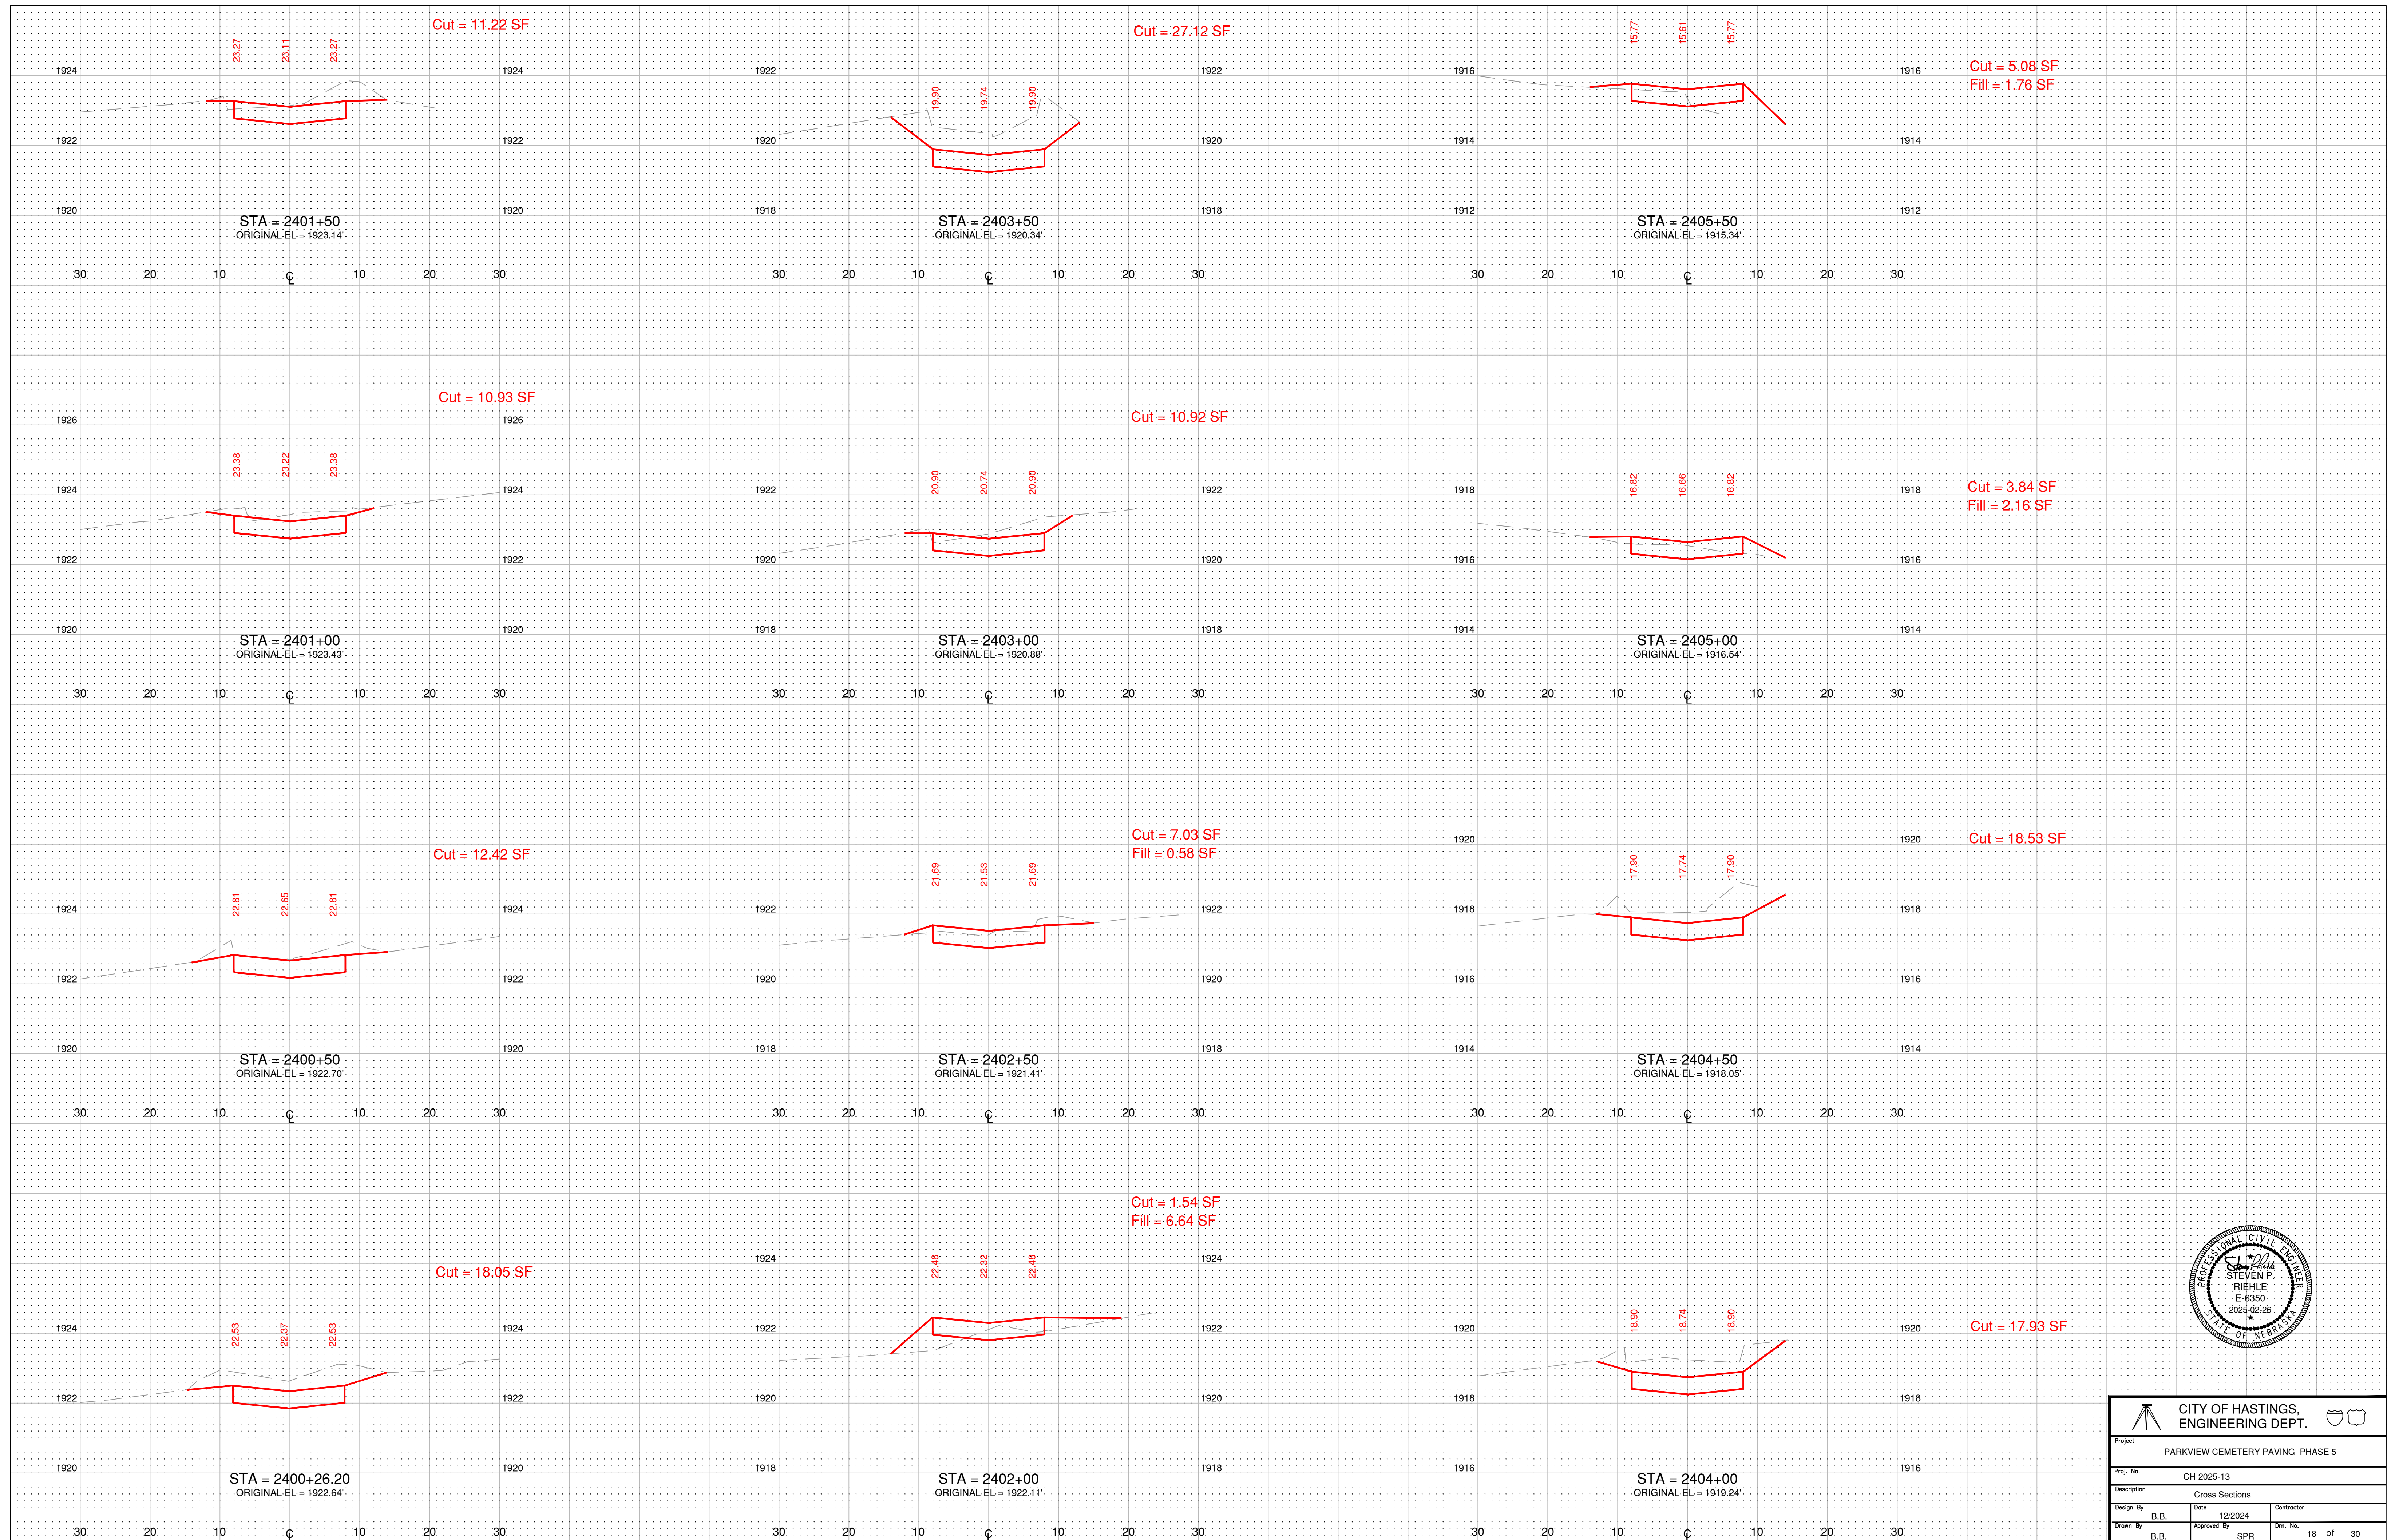 Cut = 11.22 SF
23.27 23.11 23.27
1924 1924
1922 1922
1920 1920
STA = 2401+50
ORIGINAL EL = 1923.14'
30 20 10 ℄ 10 20 30
Cut = 27.12 SF
1922 1922
19.90 19.74 19.90
1920 1920
1918 1918
STA = 2403+50
ORIGINAL EL = 1920.34'
30 20 10 ℄ 10 20 30
15.77 15.61 15.77
Cut = 5.08 SF
Fill = 1.76 SF
1916 1916
1914 1914
1912 1912
STA = 2405+50
ORIGINAL EL = 1915.34'
30 20 10 ℄ 10 20 30
Cut = 10.93 SF
1926 1926
23.38 23.22 23.38
1924 1924
1922 1922
1920 1920
STA = 2401+00
ORIGINAL EL = 1923.43'
30 20 10 ℄ 10 20 30
Cut = 10.92 SF
20.90 20.74 20.90
1922 1922
1920 1920
1918 1918
STA = 2403+00
ORIGINAL EL = 1920.88'
30 20 10 ℄ 10 20 30
16.82 16.66 16.82
Cut = 3.84 SF
Fill = 2.16 SF
1918 1918
1916 1916
1914 1914
STA = 2405+00
ORIGINAL EL = 1916.54'
30 20 10 ℄ 10 20 30
Cut = 12.42 SF
22.81 22.65 22.81
1924 1924
1922 1922
1920 1920
STA = 2400+50
ORIGINAL EL = 1922.70'
30 20 10 ℄ 10 20 30
Cut = 7.03 SF
Fill = 0.58 SF
21.69 21.53 21.69
1922 1922
1920 1920
1918 1918
STA = 2402+50
ORIGINAL EL = 1921.41'
30 20 10 ℄ 10 20 30
1920 1920
Cut = 18.53 SF
17.90 17.74 17.90
1918 1918
1916 1916
1914 1914
STA = 2404+50
ORIGINAL EL = 1918.05'
30 20 10 ℄ 10 20 30
Cut = 18.05 SF
22.53 22.37 22.53
1924 1924
1922 1922
1920 1920
STA = 2400+26.20
ORIGINAL EL = 1922.64'
30 20 10 ℄ 10 20 30
Cut = 1.54 SF
Fill = 6.64 SF
1924 1924
22.48 22.32 22.48
1922 1922
1920 1920
1918 1918
STA = 2402+00
ORIGINAL EL = 1922.11'
30 20 10 ℄ 10 20 30
18.90 18.74 18.90
1920 1920
Cut = 17.93 SF
1918 1918
1916 1916
STA = 2404+00
ORIGINAL EL = 1919.24'
30 20 10 ℄ 10 20 30
PROFESSIONAL CIVIL ENGINEER
STEVEN P.
RIEHLE
E-6350
2025-02-26
STATE OF NEBRASKA
CITY OF HASTINGS,
ENGINEERING DEPT.
Project
PARKVIEW CEMETERY PAVING PHASE 5
Proj. No. CH 2025-13
Description
Cross Sections
Design By B.B. Date 12/2024 Contractor
Drawn By B.B. Approved By SPR Drn. No. 18 of 30